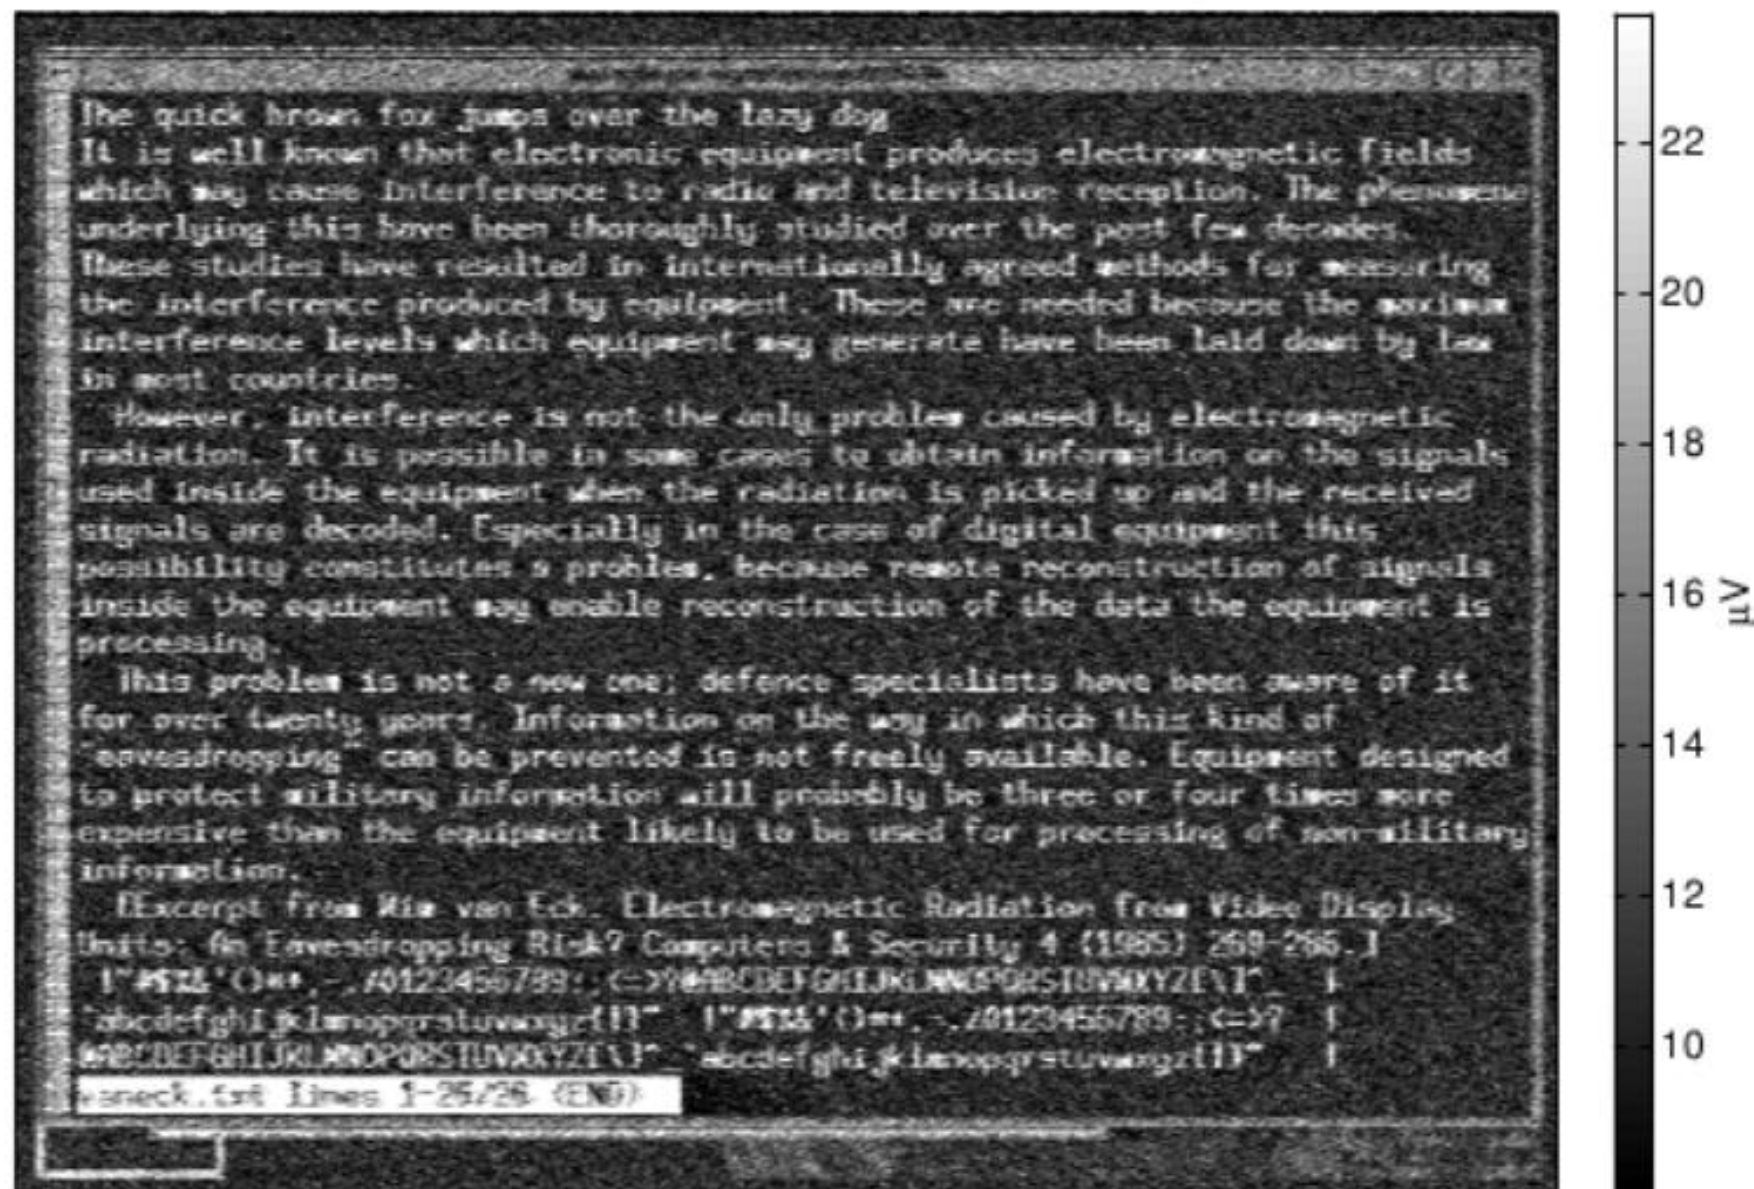 The quick brown fox jumps over the lazy dog
It is well known that electronic equipment produces electromagnetic fields
which may cause interference to radio and television reception. The phenomena
underlying this have been thoroughly studied over the past few decades.
These studies have resulted in internationally agreed methods for measuring
the interference produced by equipment. These are needed because the maximum
interference levels which equipment may generate have been laid down by law
in most countries.
However, interference is not the only problem caused by electromagnetic
radiation. It is possible in some cases to obtain information on the signals
used inside the equipment when the radiation is picked up and the received
signals are decoded. Especially in the case of digital equipment this
possibility constitutes a problem, because remote reconstruction of signals
inside the equipment may enable reconstruction of the data the equipment is
processing.
This problem is not a new one; defence specialists have been aware of it
for over twenty years. Information on the way in which this kind of
"eavesdropping" can be prevented is not freely available. Equipment designed
to protect military information will probably be three or four times more
expensive than the equipment likely to be used for processing of non-military
information.
[Excerpt from Wim van Eck. Electromagnetic Radiation from Video Display
Units: An Eavesdropping Risk? Computers & Security 4 (1985) 269-286.]
!"#$%&'()*+,-./0123456789:;<=>?@ABCDEFGHIJKLMNOPQRSTUVWXYZ[\]^_ |
`abcdefghijklmnopqrstuvwxyz{|}~ !"#$%&'()*+,-./0123456789:;<=>? |
@ABCDEFGHIJKLMNOPQRSTUVWXYZ[\]^_`abcdefghijklmnopqrstuvwxyz{|}~ |
vaneck.txt lines 1-26/26 (END)
22
20
18
16
14
12
10
µV